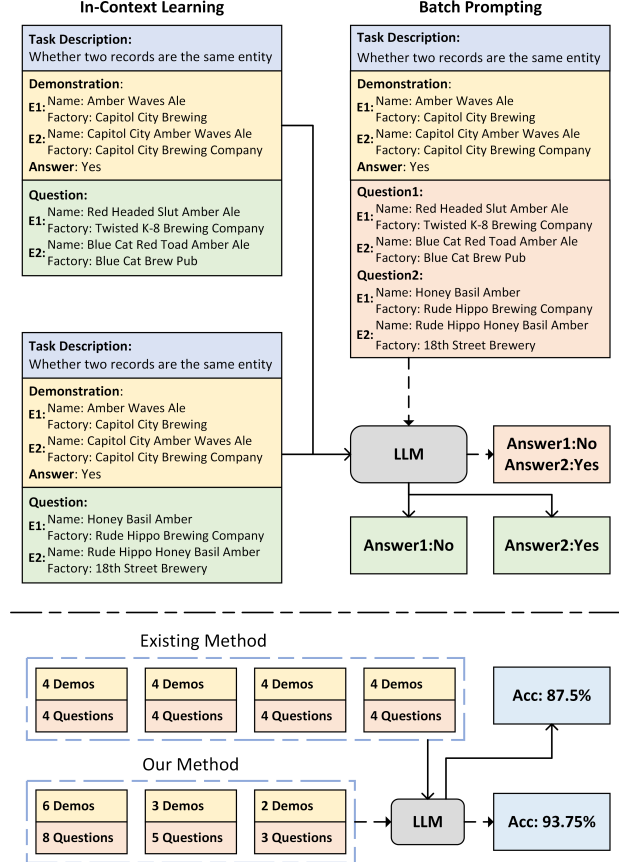 In-Context Learning
Task Description:
Whether two records are the same entity
Demonstration:
E1: Name: Amber Waves Ale
Factory: Capitol City Brewing
E2: Name: Capitol City Amber Waves Ale
Factory: Capitol City Brewing Company
Answer: Yes
Question:
E1: Name: Red Headed Slut Amber Ale
Factory: Twisted K-8 Brewing Company
E2: Name: Blue Cat Red Toad Amber Ale
Factory: Blue Cat Brew Pub
Task Description:
Whether two records are the same entity
Demonstration:
E1: Name: Amber Waves Ale
Factory: Capitol City Brewing
E2: Name: Capitol City Amber Waves Ale
Factory: Capitol City Brewing Company
Answer: Yes
Question:
E1: Name: Honey Basil Amber
Factory: Rude Hippo Brewing Company
E2: Name: Rude Hippo Honey Basil Amber
Factory: 18th Street Brewery
Batch Prompting
Task Description:
Whether two records are the same entity
Demonstration:
E1: Name: Amber Waves Ale
Factory: Capitol City Brewing
E2: Name: Capitol City Amber Waves Ale
Factory: Capitol City Brewing Company
Answer: Yes
Question1:
E1: Name: Red Headed Slut Amber Ale
Factory: Twisted K-8 Brewing Company
E2: Name: Blue Cat Red Toad Amber Ale
Factory: Blue Cat Brew Pub
Question2:
E1: Name: Honey Basil Amber
Factory: Rude Hippo Brewing Company
E2: Name: Rude Hippo Honey Basil Amber
Factory: 18th Street Brewery
LLM
Answer1:No
Answer2:Yes
Answer1:No
Answer2:Yes
Existing Method
4 Demos
4 Questions
4 Demos
4 Questions
4 Demos
4 Questions
4 Demos
4 Questions
Acc: 87.5%
Our Method
6 Demos
8 Questions
3 Demos
5 Questions
2 Demos
3 Questions
LLM
Acc: 93.75%